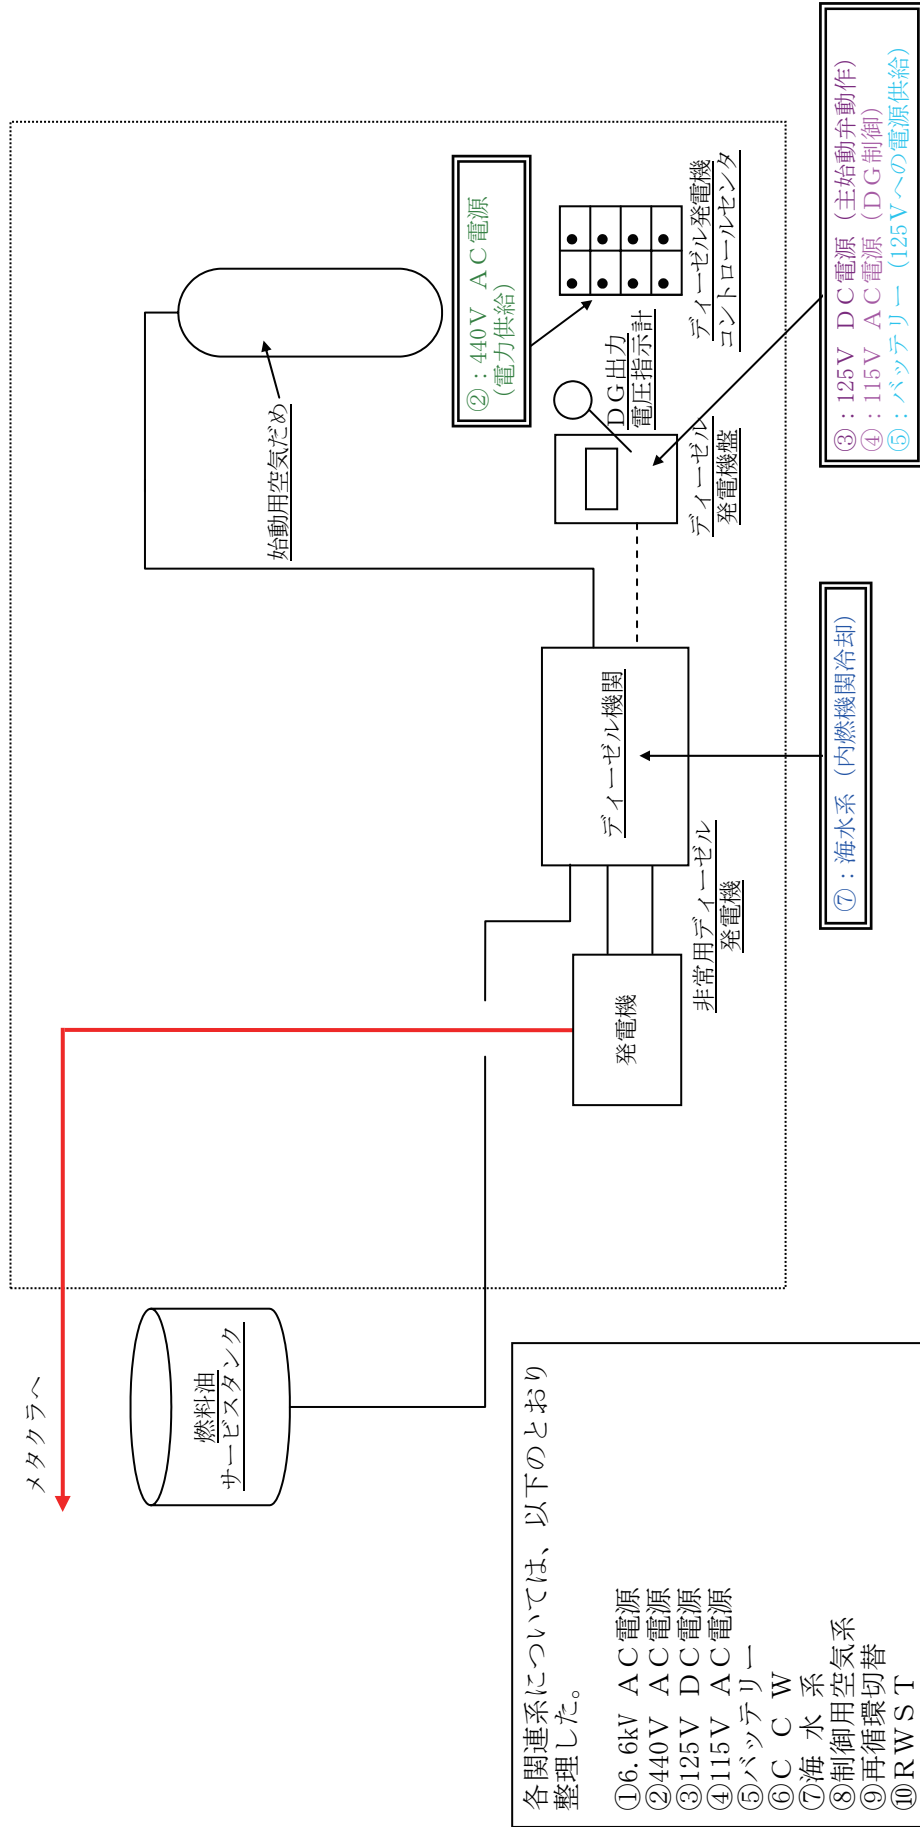 メタクラへ
燃料油
サービスタンク
始動用空気だめ
②：440V AC電源
(電力供給)
DG出力
電圧指示計
ディーゼル発電機
コントロールセンタ
ディーゼル
発電機盤
ディーゼル機関
発電機
非常用ディーゼル
発電機
③：125V DC電源（主始動弁動作）
④：115V AC電源（DG制御）
⑤：バッテリー（125Vへの電源供給）
⑦：海水系（内燃機関冷却）
各関連系については、以下のとおり
整理した。
①6.6kV AC電源
②440V AC電源
③125V DC電源
④115V AC電源
⑤バッテリー
⑥C C W
⑦海 水 系
⑧制御用空気系
⑨再循環切替
⑩RWST